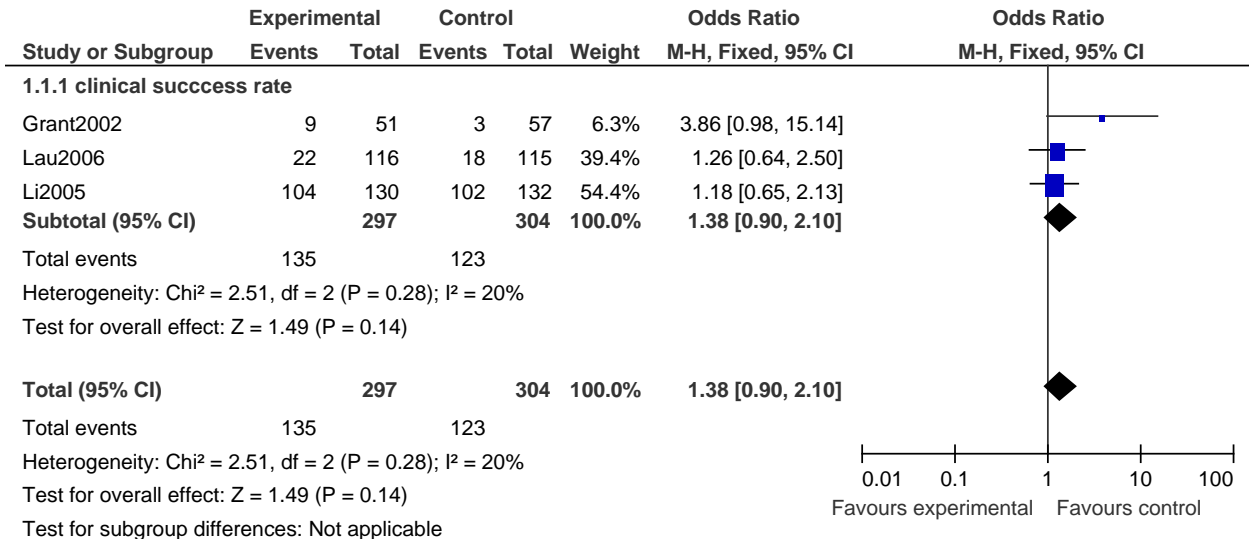 Experimental Control Odds Ratio Odds Ratio
Study or Subgroup Events Total Events Total Weight M-H, Fixed, 95% CI M-H, Fixed, 95% CI
1.1.1 clinical succcess rate
Grant2002 9 51 3 57 6.3% 3.86 [0.98, 15.14]
Lau2006 22 116 18 115 39.4% 1.26 [0.64, 2.50]
Li2005 104 130 102 132 54.4% 1.18 [0.65, 2.13]
Subtotal (95% CI) 297 304 100.0% 1.38 [0.90, 2.10]
Total events 135 123
Heterogeneity: Chi² = 2.51, df = 2 (P = 0.28); I² = 20%
Test for overall effect: Z = 1.49 (P = 0.14)
Total (95% CI) 297 304 100.0% 1.38 [0.90, 2.10]
Total events 135 123
Heterogeneity: Chi² = 2.51, df = 2 (P = 0.28); I² = 20%
Test for overall effect: Z = 1.49 (P = 0.14)
Test for subgroup differences: Not applicable
0.01 0.1 1 10 100
Favours experimental Favours control